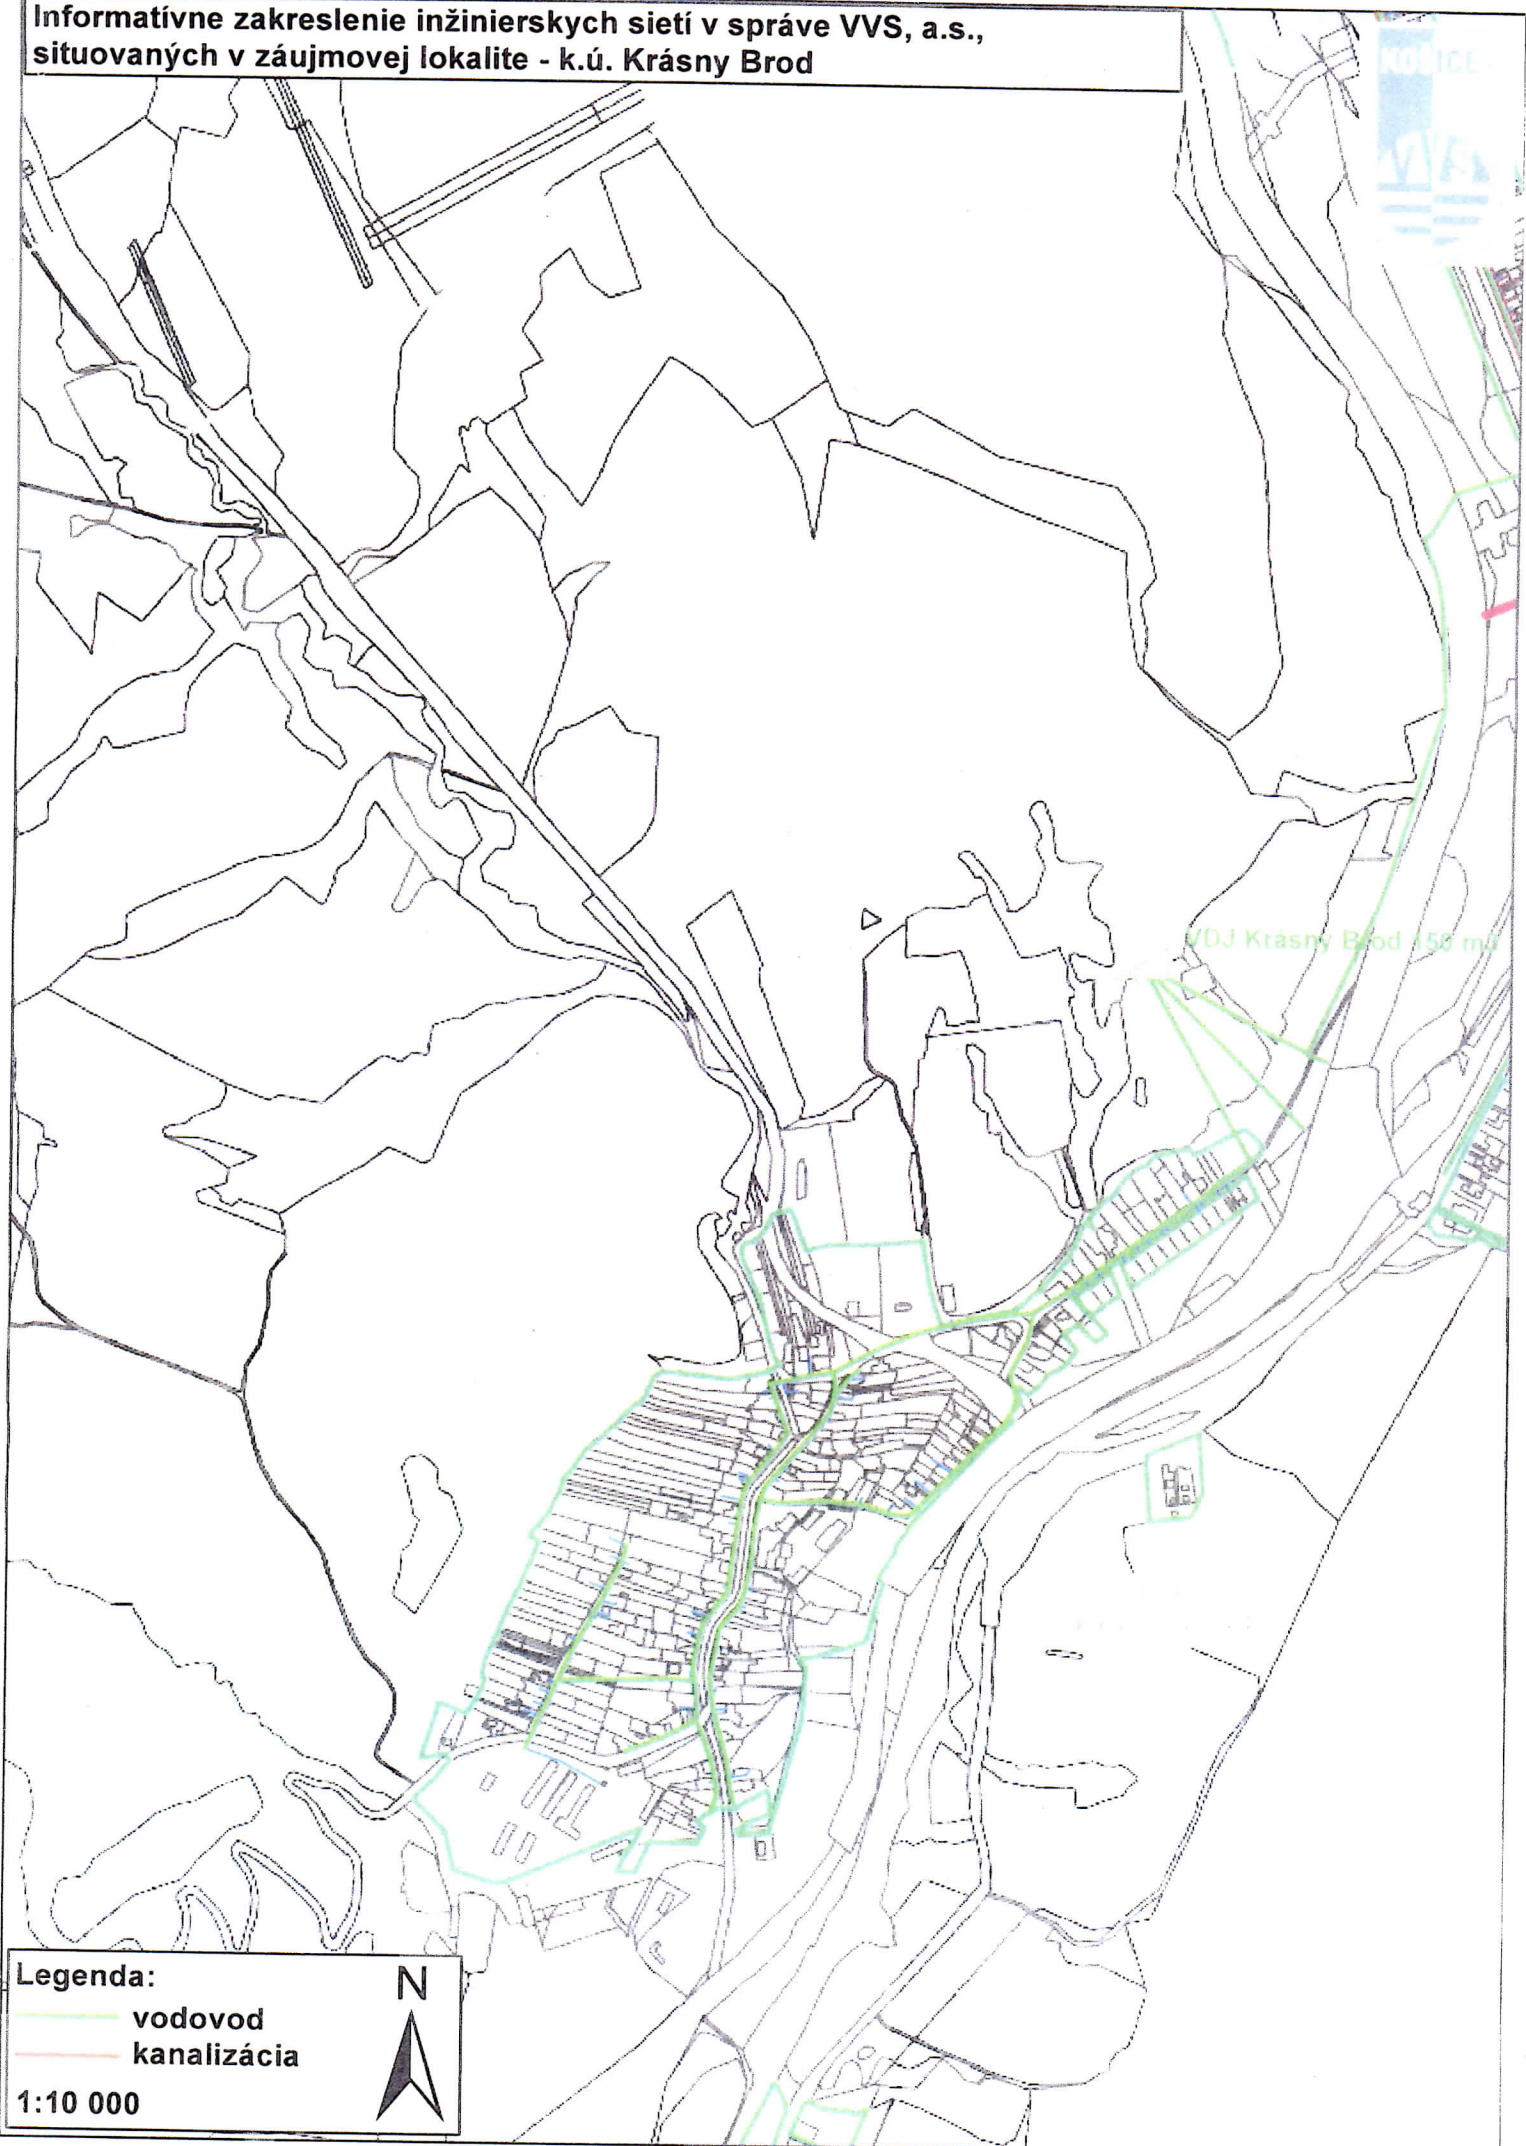 Informatívne zakreslenie inžinierskych sietí v správe VVS, a.s.,
situovaných v záujmovej lokalite - k.ú. Krásny Brod
KOŠICE
VDJ Krásny Brod 150 m3
Legenda:
N
vodovod
kanalizácia
1:10 000